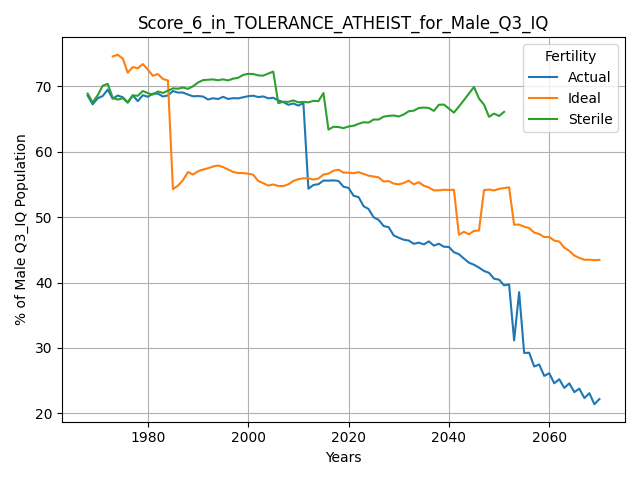 Score_6_in_TOLERANCE_ATHEIST_for_Male_Q3_IQ
% of Male Q3_IQ Population
70
60
50
40
30
20
Fertility
Actual
Ideal
Sterile
1980
2000
2020
2040
2060
Years